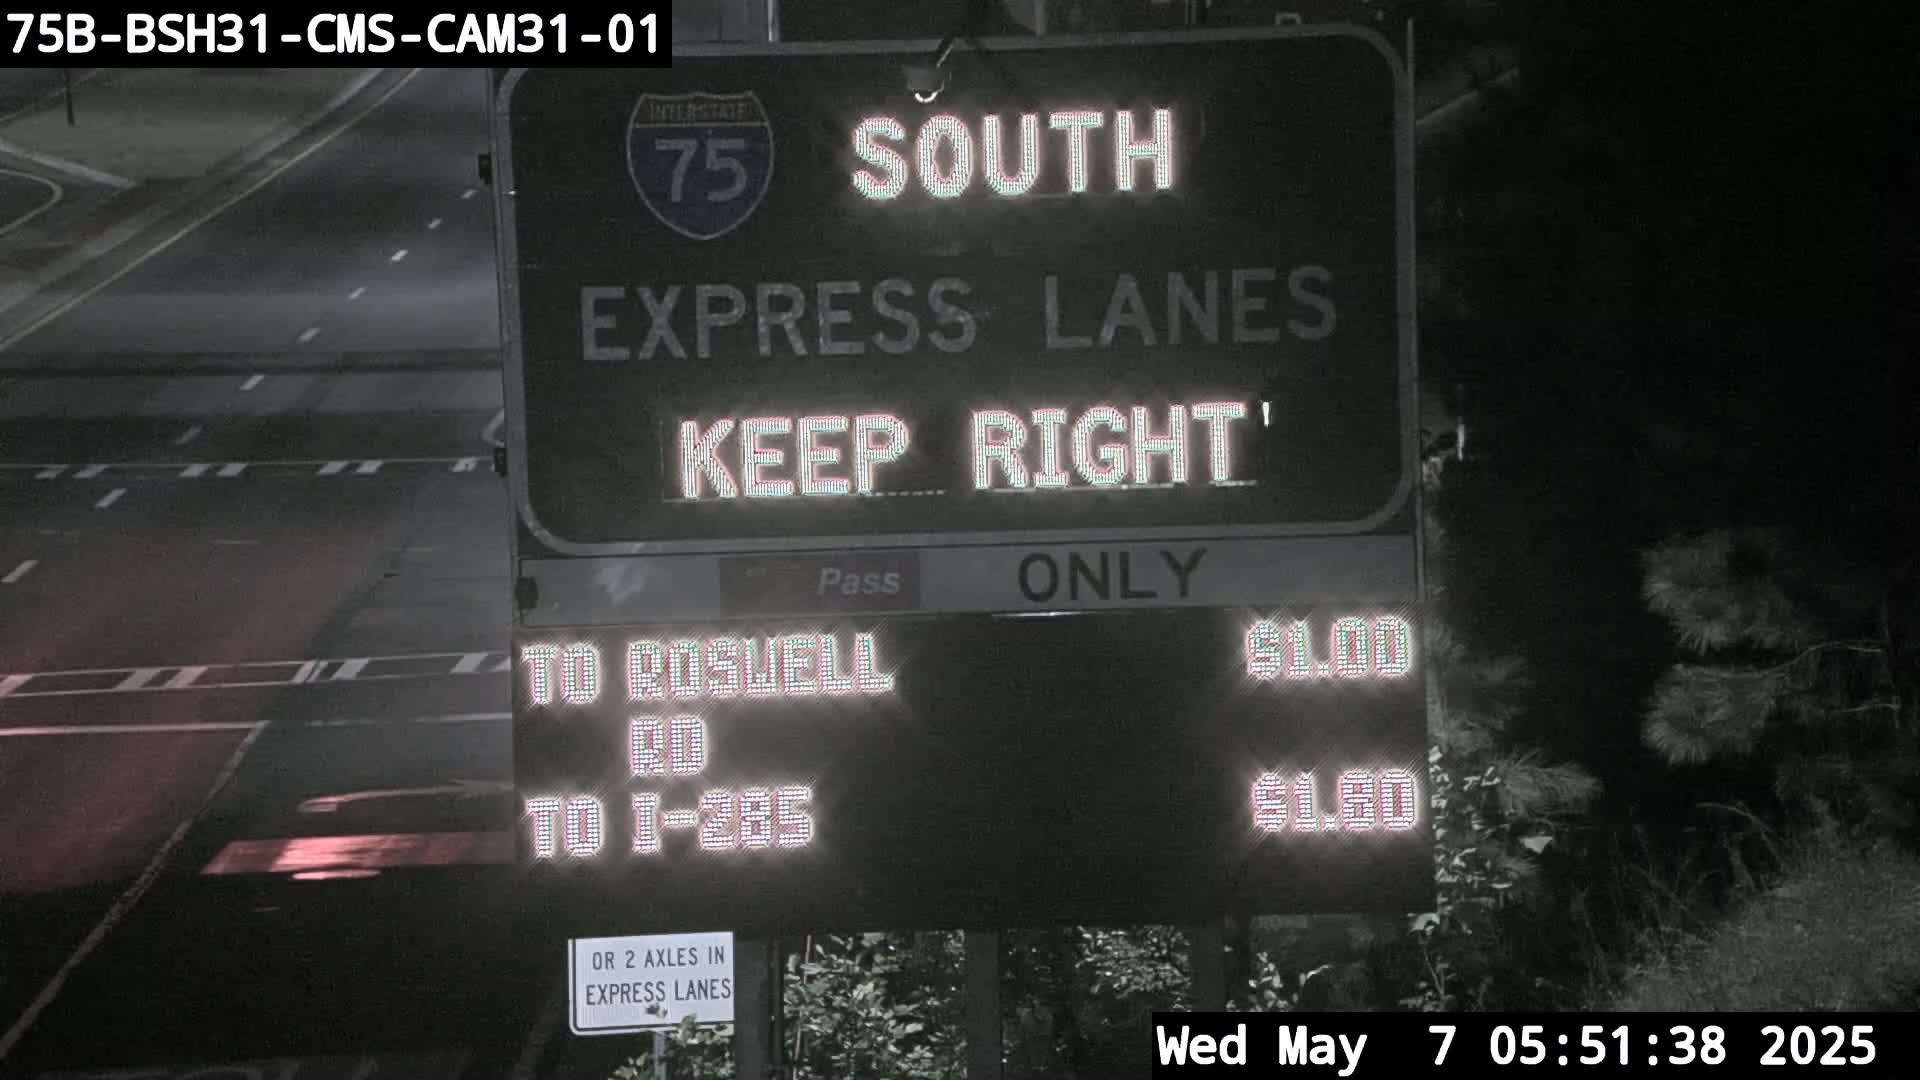 75B-BSH31-CMS-CAM31-01
INTERSTATE
75
SOUTH
EXPRESS LANES
KEEP RIGHT
Pass ONLY
TO ROSWELL $1.00
RD
TO I-285 $1.80
OR 2 AXLES IN
EXPRESS LANES
Wed May 7 05:51:38 2025